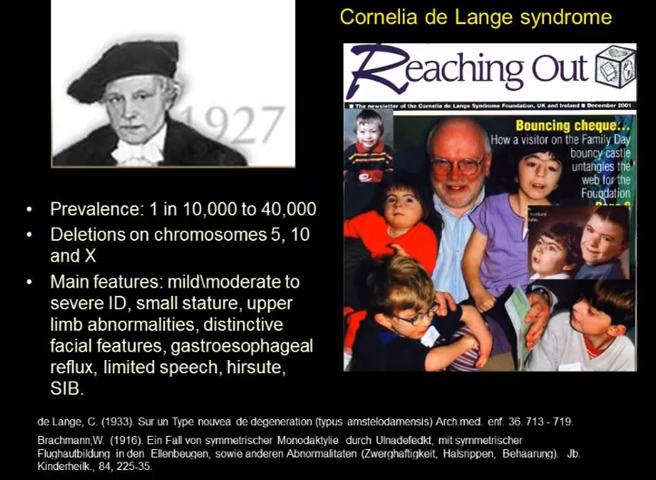 Cornelia de Lange syndrome
1927
Reaching Out
The newsletter of the Cornelia de Lange Syndrome Foundation, UK and Ireland ■ December 2001
Bouncing cheque...
How a visitor on the Family Day
bouncy castle
untangles the
web for the
Foundation
• Prevalence: 1 in 10,000 to 40,000
• Deletions on chromosomes 5, 10
and X
• Main features: mild\moderate to
severe ID, small stature, upper
limb abnormalities, distinctive
facial features, gastroesophageal
reflux, limited speech, hirsute,
SIB.
de Lange, C. (1933). Sur un Type nouvea de degeneration (typus amstelodamensis) Arch.med. enf. 36. 713 - 719.
Brachmann,W. (1916). Ein Fall von symmetrischer Monodaktylie durch Ulnadefedkt, mit symmetrischer
Flughautbildung in den Ellenbeugen, sowie anderen Abnormalitaten (Zwerghaftigkeit, Halsrippen, Behaarung). Jb.
Kinderheilk., 84, 225-35.